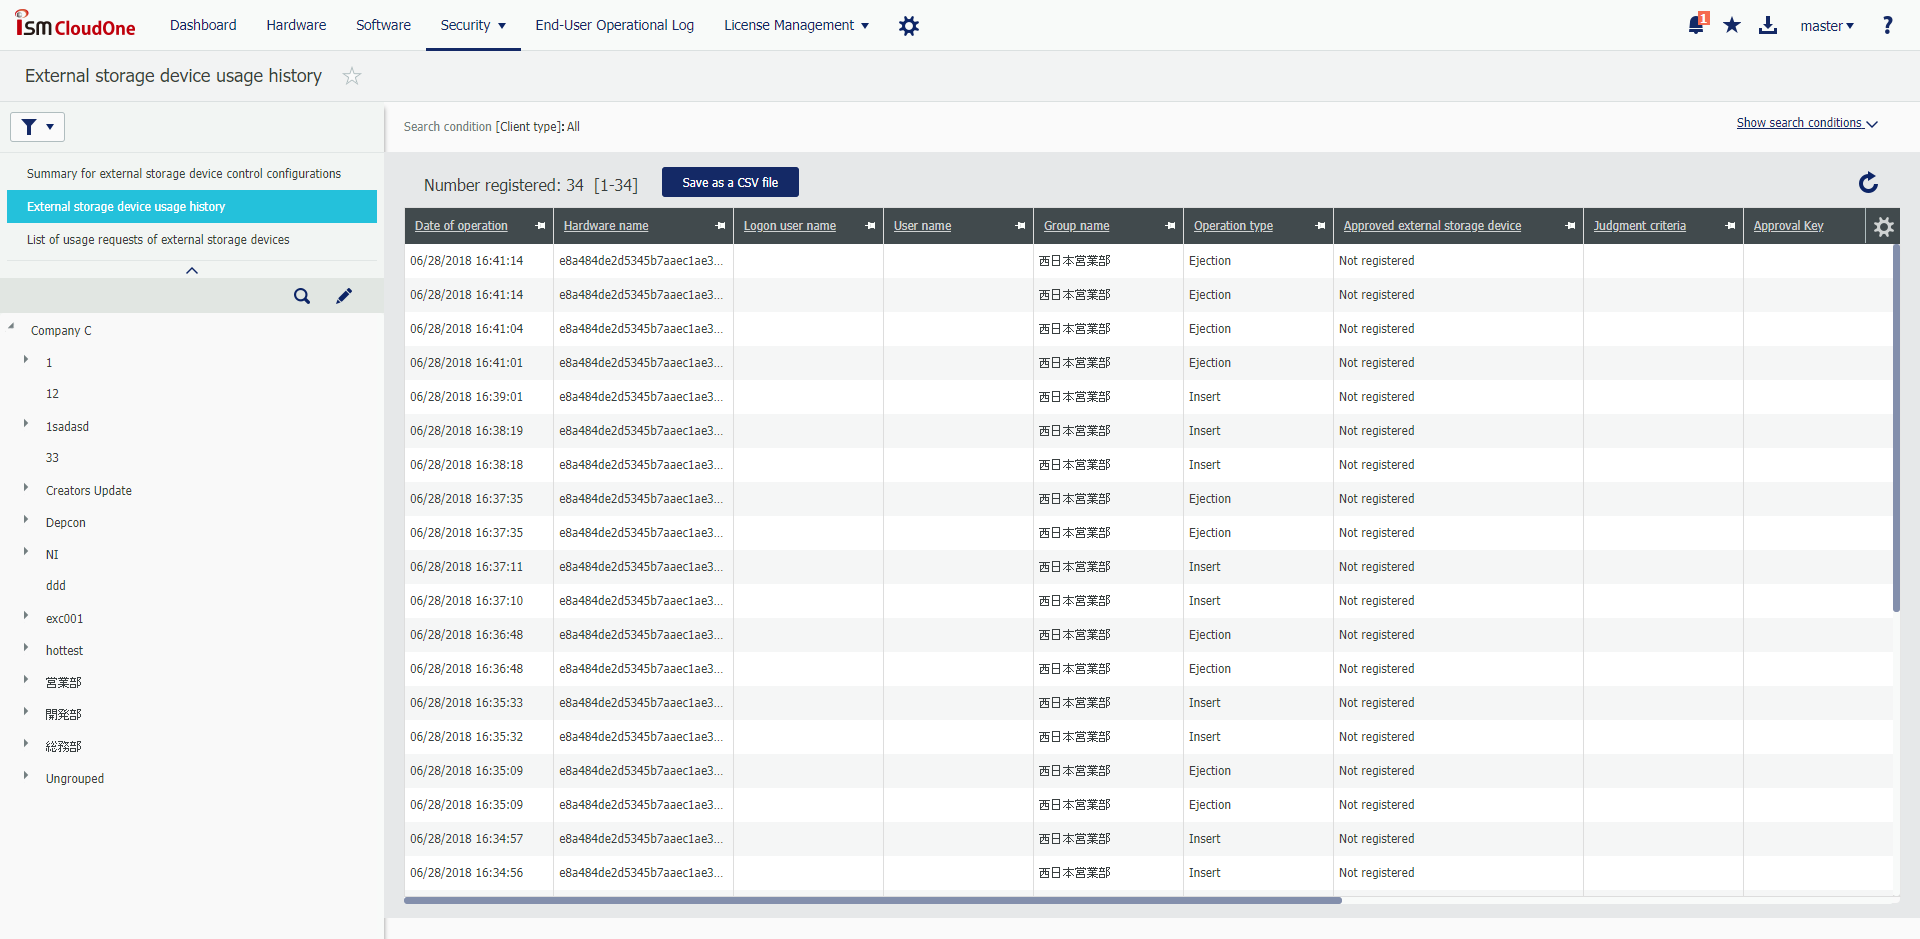 ISM CloudOne
Dashboard Hardware Software Security End-User Operational Log License Management 1 master ?
External storage device usage history
Search condition [Client type]: All
Show search conditions
Summary for external storage device control configurations
External storage device usage history
List of usage requests of external storage devices
Company C
1
12
1sadasd
33
Creators Update
Depcon
NI
ddd
exc001
hottest
営業部
開発部
総務部
Ungrouped
Number registered: 34 [1-34] Save as a CSV file
Date of operation Hardware name Logon user name User name Group name Operation type Approved external storage device Judgment criteria Approval Key
06/28/2018 16:41:14 e8a484de2d5345b7aaec1ae3... 西日本営業部 Ejection Not registered
06/28/2018 16:41:14 e8a484de2d5345b7aaec1ae3... 西日本営業部 Ejection Not registered
06/28/2018 16:41:04 e8a484de2d5345b7aaec1ae3... 西日本営業部 Ejection Not registered
06/28/2018 16:41:01 e8a484de2d5345b7aaec1ae3... 西日本営業部 Ejection Not registered
06/28/2018 16:39:01 e8a484de2d5345b7aaec1ae3... 西日本営業部 Insert Not registered
06/28/2018 16:38:19 e8a484de2d5345b7aaec1ae3... 西日本営業部 Insert Not registered
06/28/2018 16:38:18 e8a484de2d5345b7aaec1ae3... 西日本営業部 Insert Not registered
06/28/2018 16:37:35 e8a484de2d5345b7aaec1ae3... 西日本営業部 Ejection Not registered
06/28/2018 16:37:35 e8a484de2d5345b7aaec1ae3... 西日本営業部 Ejection Not registered
06/28/2018 16:37:11 e8a484de2d5345b7aaec1ae3... 西日本営業部 Insert Not registered
06/28/2018 16:37:10 e8a484de2d5345b7aaec1ae3... 西日本営業部 Insert Not registered
06/28/2018 16:36:48 e8a484de2d5345b7aaec1ae3... 西日本営業部 Ejection Not registered
06/28/2018 16:36:48 e8a484de2d5345b7aaec1ae3... 西日本営業部 Ejection Not registered
06/28/2018 16:35:33 e8a484de2d5345b7aaec1ae3... 西日本営業部 Insert Not registered
06/28/2018 16:35:32 e8a484de2d5345b7aaec1ae3... 西日本営業部 Insert Not registered
06/28/2018 16:35:09 e8a484de2d5345b7aaec1ae3... 西日本営業部 Ejection Not registered
06/28/2018 16:35:09 e8a484de2d5345b7aaec1ae3... 西日本営業部 Ejection Not registered
06/28/2018 16:34:57 e8a484de2d5345b7aaec1ae3... 西日本営業部 Insert Not registered
06/28/2018 16:34:56 e8a484de2d5345b7aaec1ae3... 西日本営業部 Insert Not registered